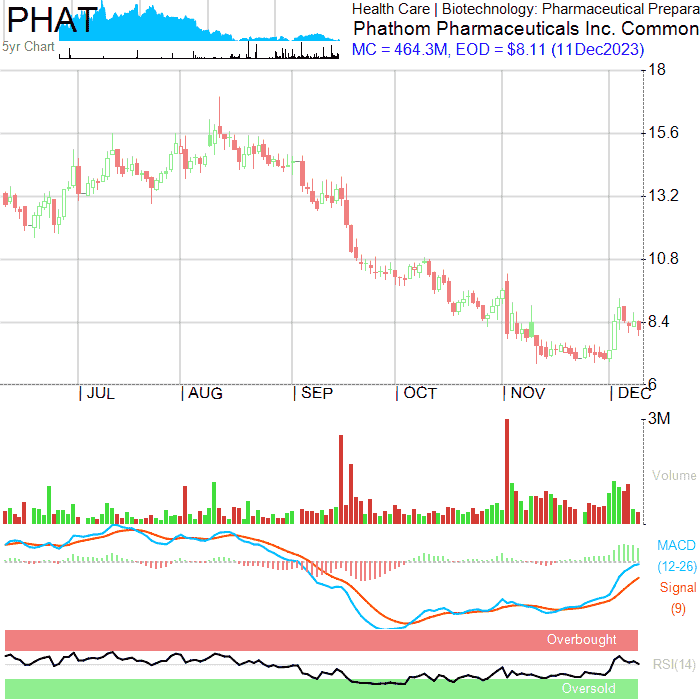 PHAT
5yr Chart
Health Care | Biotechnology: Pharmaceutical Prepara
Phathom Pharmaceuticals Inc. Common
MC = 464.3M, EOD = $8.11 (11Dec2023)
18
15.6
13.2
10.8
8.4
6
JUL AUG SEP OCT NOV DEC
3M
Volume
MACD
(12-26)
Signal
(9)
Overbought
RSI(14)
Oversold